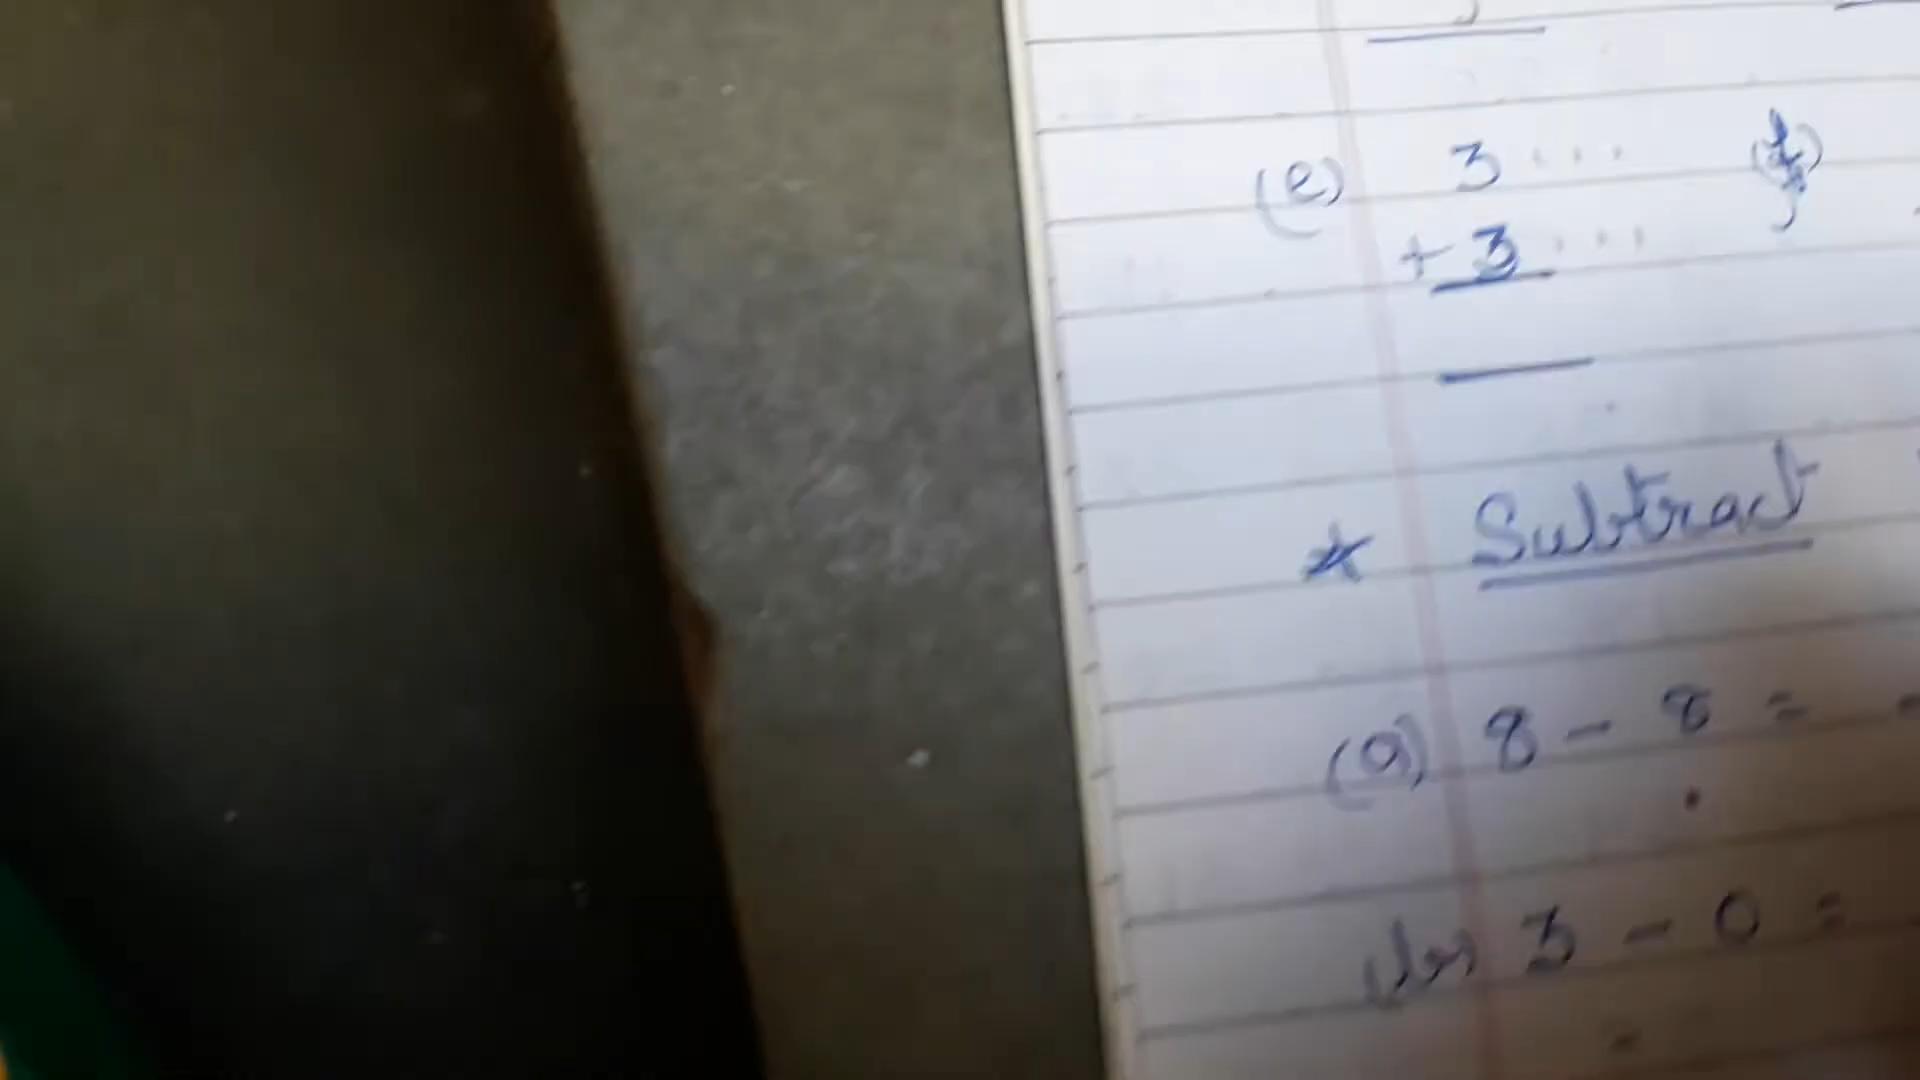 (e) 3 (f)
+ 3
* Subtract
(a) 8 - 8 =
(b) 3 - 0 =